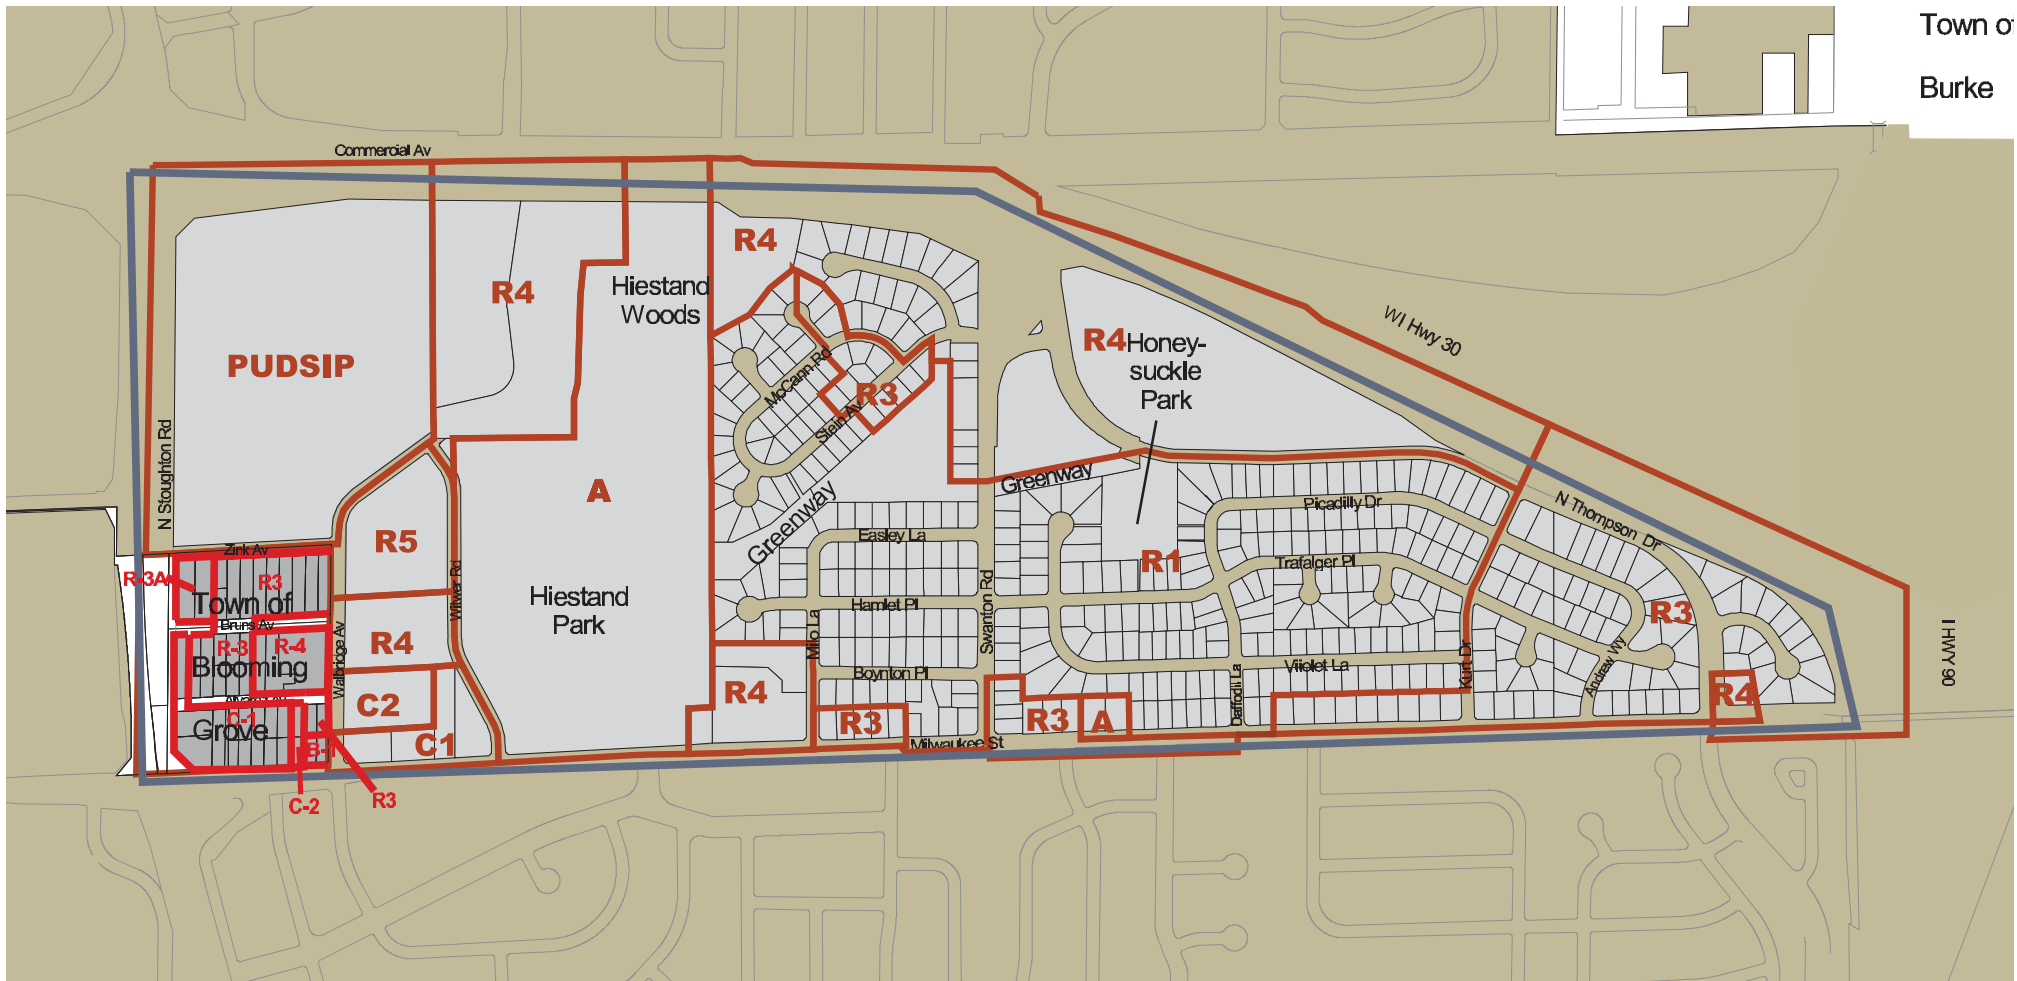 Town of
Burke
Commercial Av
R4
Hiestand
Woods
R4
WI Hwy 30
R4
Honey-
suckle
Park
PUDSIP
McCann Rd
R3
Stein Av
N Stoughton Rd
A
Greenway
Greenway
Picadilly Dr
N Thompson Dr
R5
Easley La
Zink Av
R1
Trafalger Pl
R-3A
R3
Town of
Witwer Rd
Hiestand
Park
Hamlet Pl
Swanton Rd
R3
Bruns Av
R-3
R-4
Blooming
Walbridge Av
R4
Milo La
Boynton Pl
Violet La
Kurt Dr
Andrew Wy
I HWY 90
C-1
Grove
C2
R4
R3
R3
A
Daffodil La
R4
B-1
C1
Milwaukee St
C-2
R3